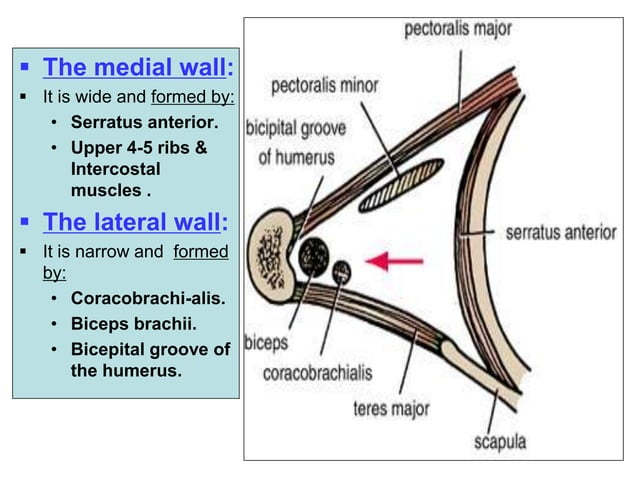 The medial wall:
It is wide and formed by:
Serratus anterior.
Upper 4-5 ribs &
Intercostal
muscles .
The lateral wall:
It is narrow and formed
by:
Coracobrachi-alis.
Biceps brachii.
Bicepital groove of
the humerus.
pectoralis major
pectoralis minor
bicipital groove
of humerus
serratus anterior
biceps
coracobrachialis
teres major
scapula